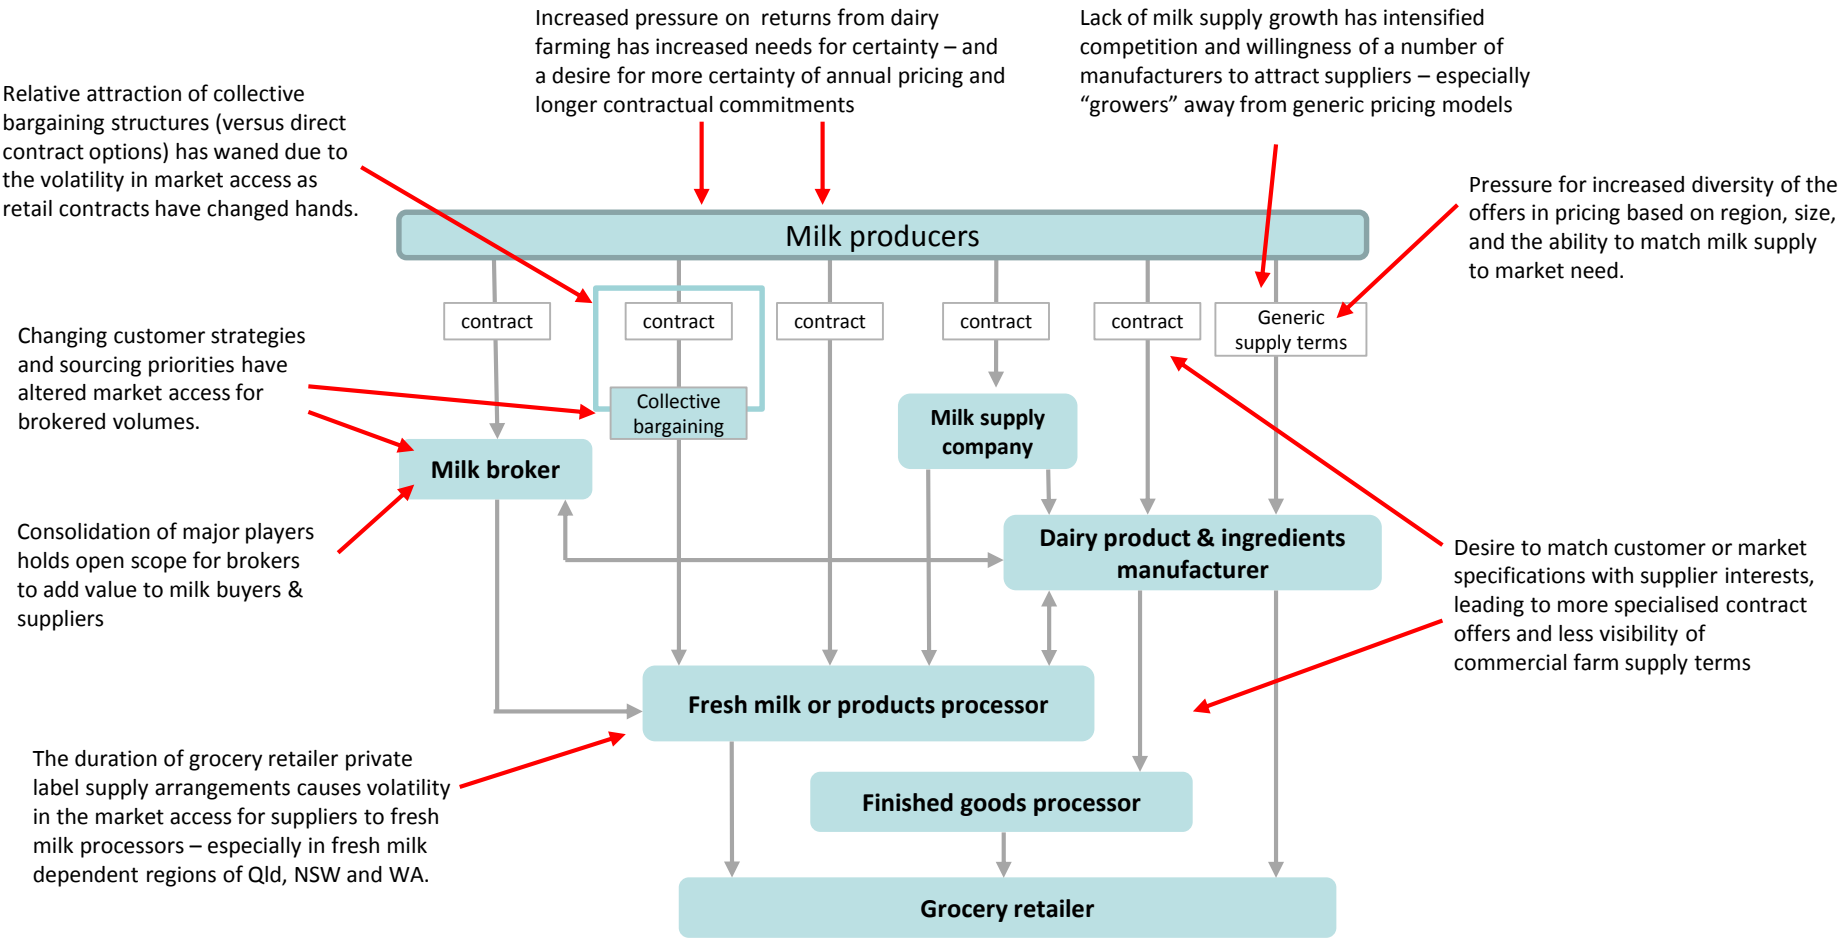 Increased pressure on  returns from dairy
farming has increased needs for certainty – and
a desire for more certainty of annual pricing and
longer contractual commitments
Lack of milk supply growth has intensified
competition and willingness of a number of
manufacturers to attract suppliers – especially
“growers” away from generic pricing models
Relative attraction of collective
bargaining structures (versus direct
contract options) has waned due to
the volatility in market access as
retail contracts have changed hands.
Pressure for increased diversity of the
offers in pricing based on region, size,
and the ability to match milk supply
to market need.
Milk producers
contract
contract
contract
contract
contract
Generic
supply terms
Changing customer strategies
and sourcing priorities have
altered market access for
brokered volumes.
Collective
bargaining
Milk supply
company
Milk broker
Consolidation of major players
holds open scope for brokers
to add value to milk buyers &
suppliers
Dairy product & ingredients
manufacturer
Desire to match customer or market
specifications with supplier interests,
leading to more specialised contract
offers and less visibility of
commercial farm supply terms
Fresh milk or products processor
The duration of grocery retailer private
label supply arrangements causes volatility
in the market access for suppliers to fresh
milk processors – especially in fresh milk
dependent regions of Qld, NSW and WA.
Finished goods processor
Grocery retailer